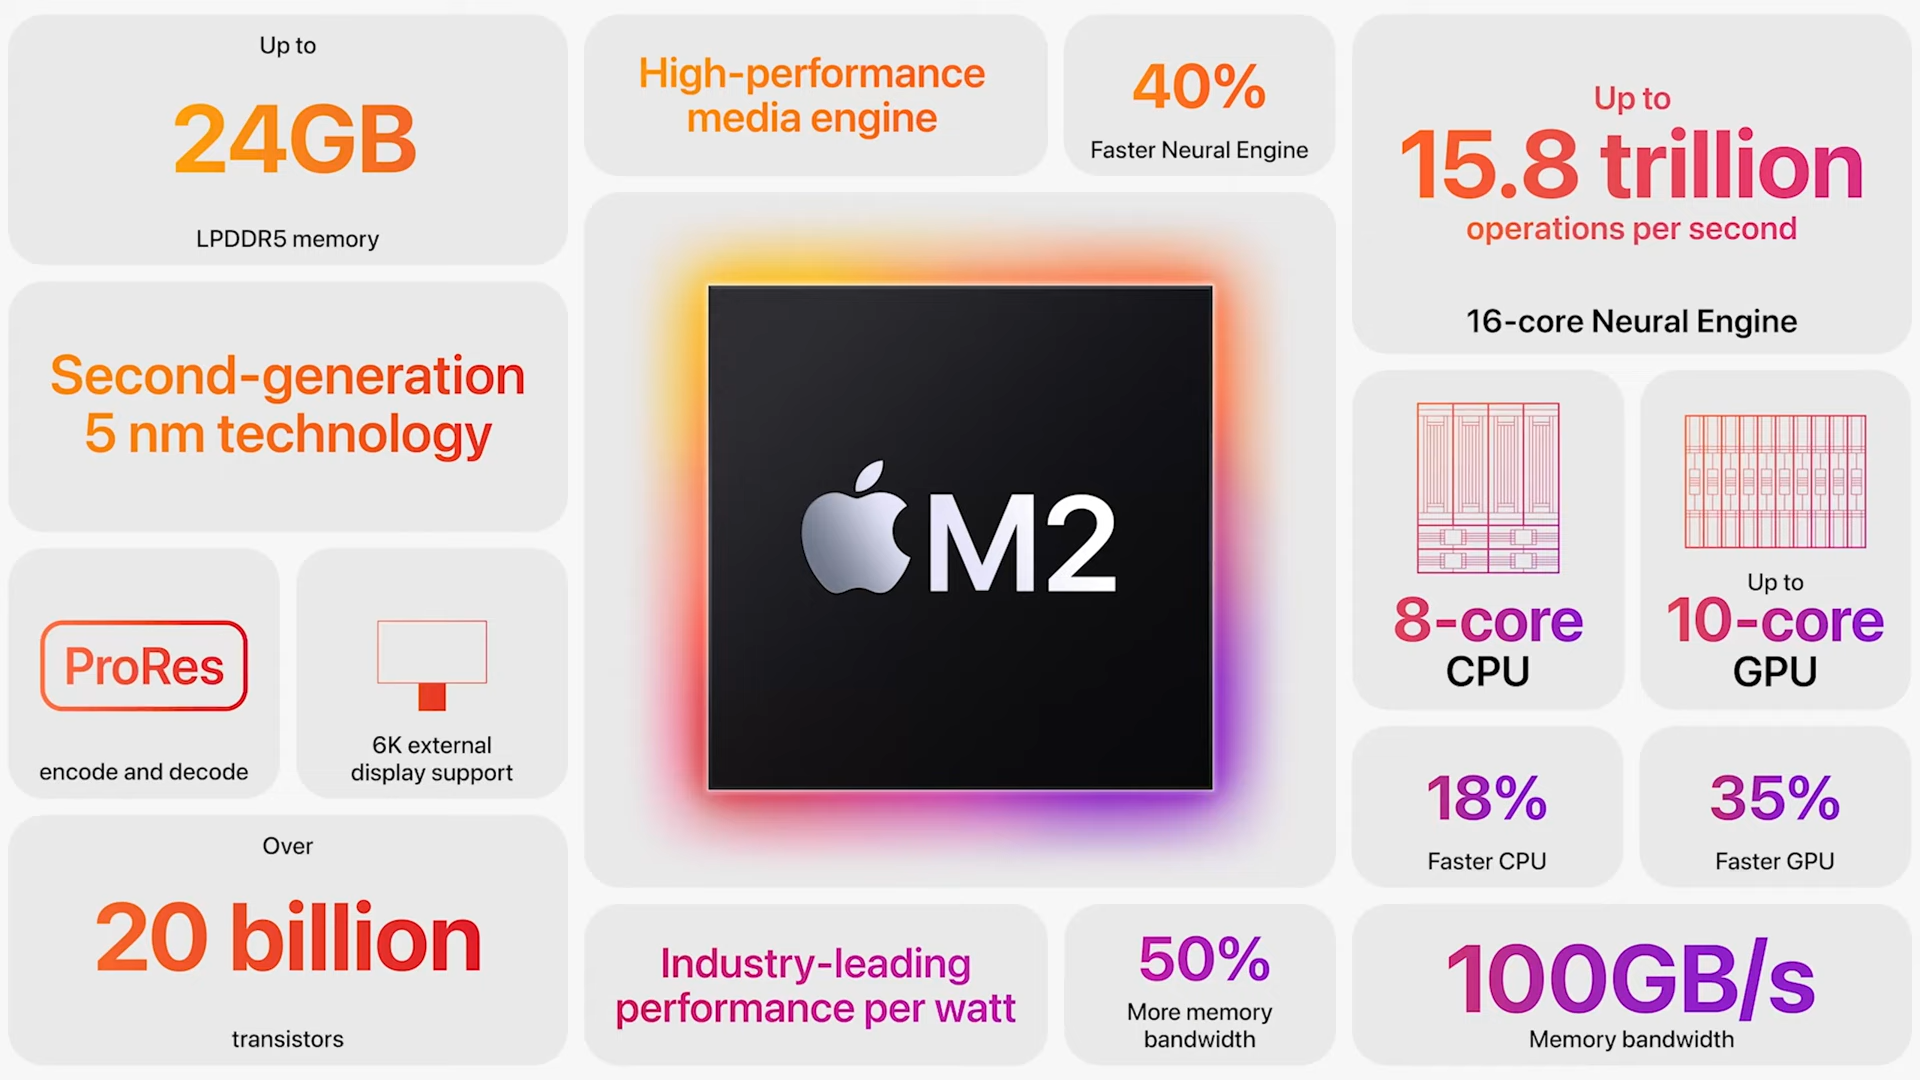 Up to
24GB
LPDDR5 memory
High-performance
media engine
40%
Faster Neural Engine
Up to
15.8 trillion
operations per second
16-core Neural Engine
Second-generation
5 nm technology
M2
8-core
CPU
Up to
10-core
GPU
ProRes
encode and decode
6K external
display support
18%
Faster CPU
35%
Faster GPU
Over
20 billion
transistors
Industry-leading
performance per watt
50%
More memory
bandwidth
100GB/s
Memory bandwidth